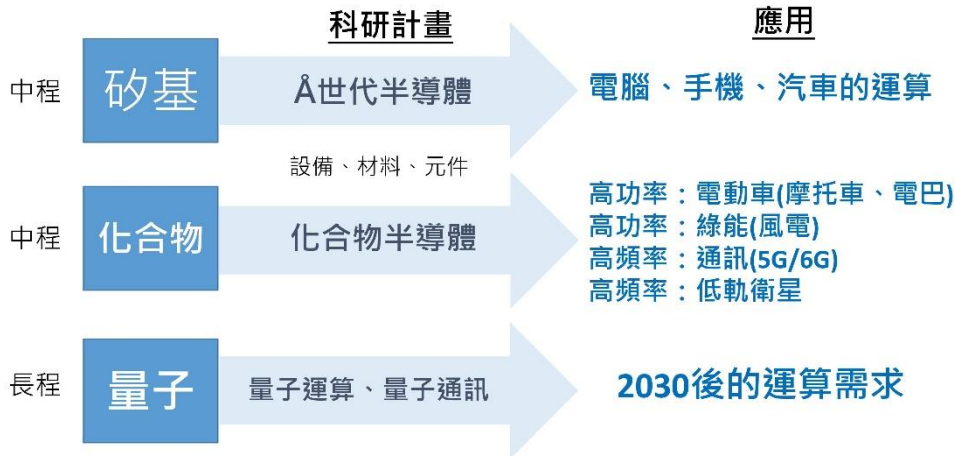 科研計畫
應用
中程
矽基
Å世代半導體
電腦、手機、汽車的運算
設備、材料、元件
中程
化合物
化合物半導體
高功率：電動車(摩托車、電巴)
高功率：綠能(風電)
高頻率：通訊(5G/6G)
高頻率：低軌衛星
長程
量子
量子運算、量子通訊
2030後的運算需求